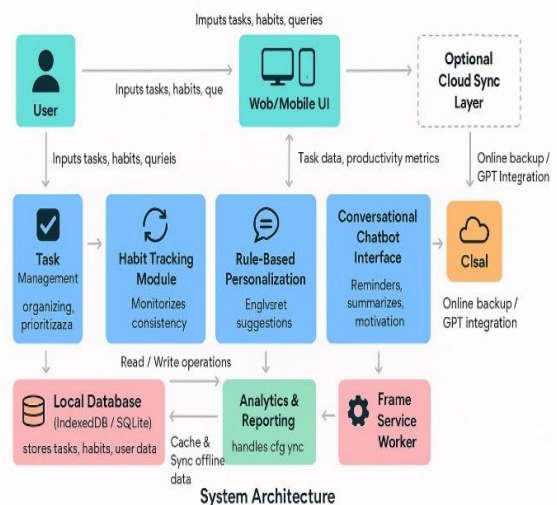 Imputs tasks, habits, queries
User
Inputs tasks, habits, que
Wob/Mobile UI
Optional
Cloud Sync
Layer
Inputs tasks, habits, qurieis
Task data, productivity metrics
Online backup /
GPT Integration
Task
Management
organizing,
prioritizaza
Habit Tracking
Module
Monitorizes
consistency
Rule-Based
Personalization
Englvsret
suggestions
Conversational
Chatbot
Interface
Reminders,
summarizes,
motivation
Clsal
Online backup /
GPT integration
Read / Write operations
Local Database
(IndexedDB / SQLite)
stores tasks, habits, user data
Cache &
Sync offline
data
Analytics &
Reporting
handles cfg ync
Frame
Service
Worker
System Architecture